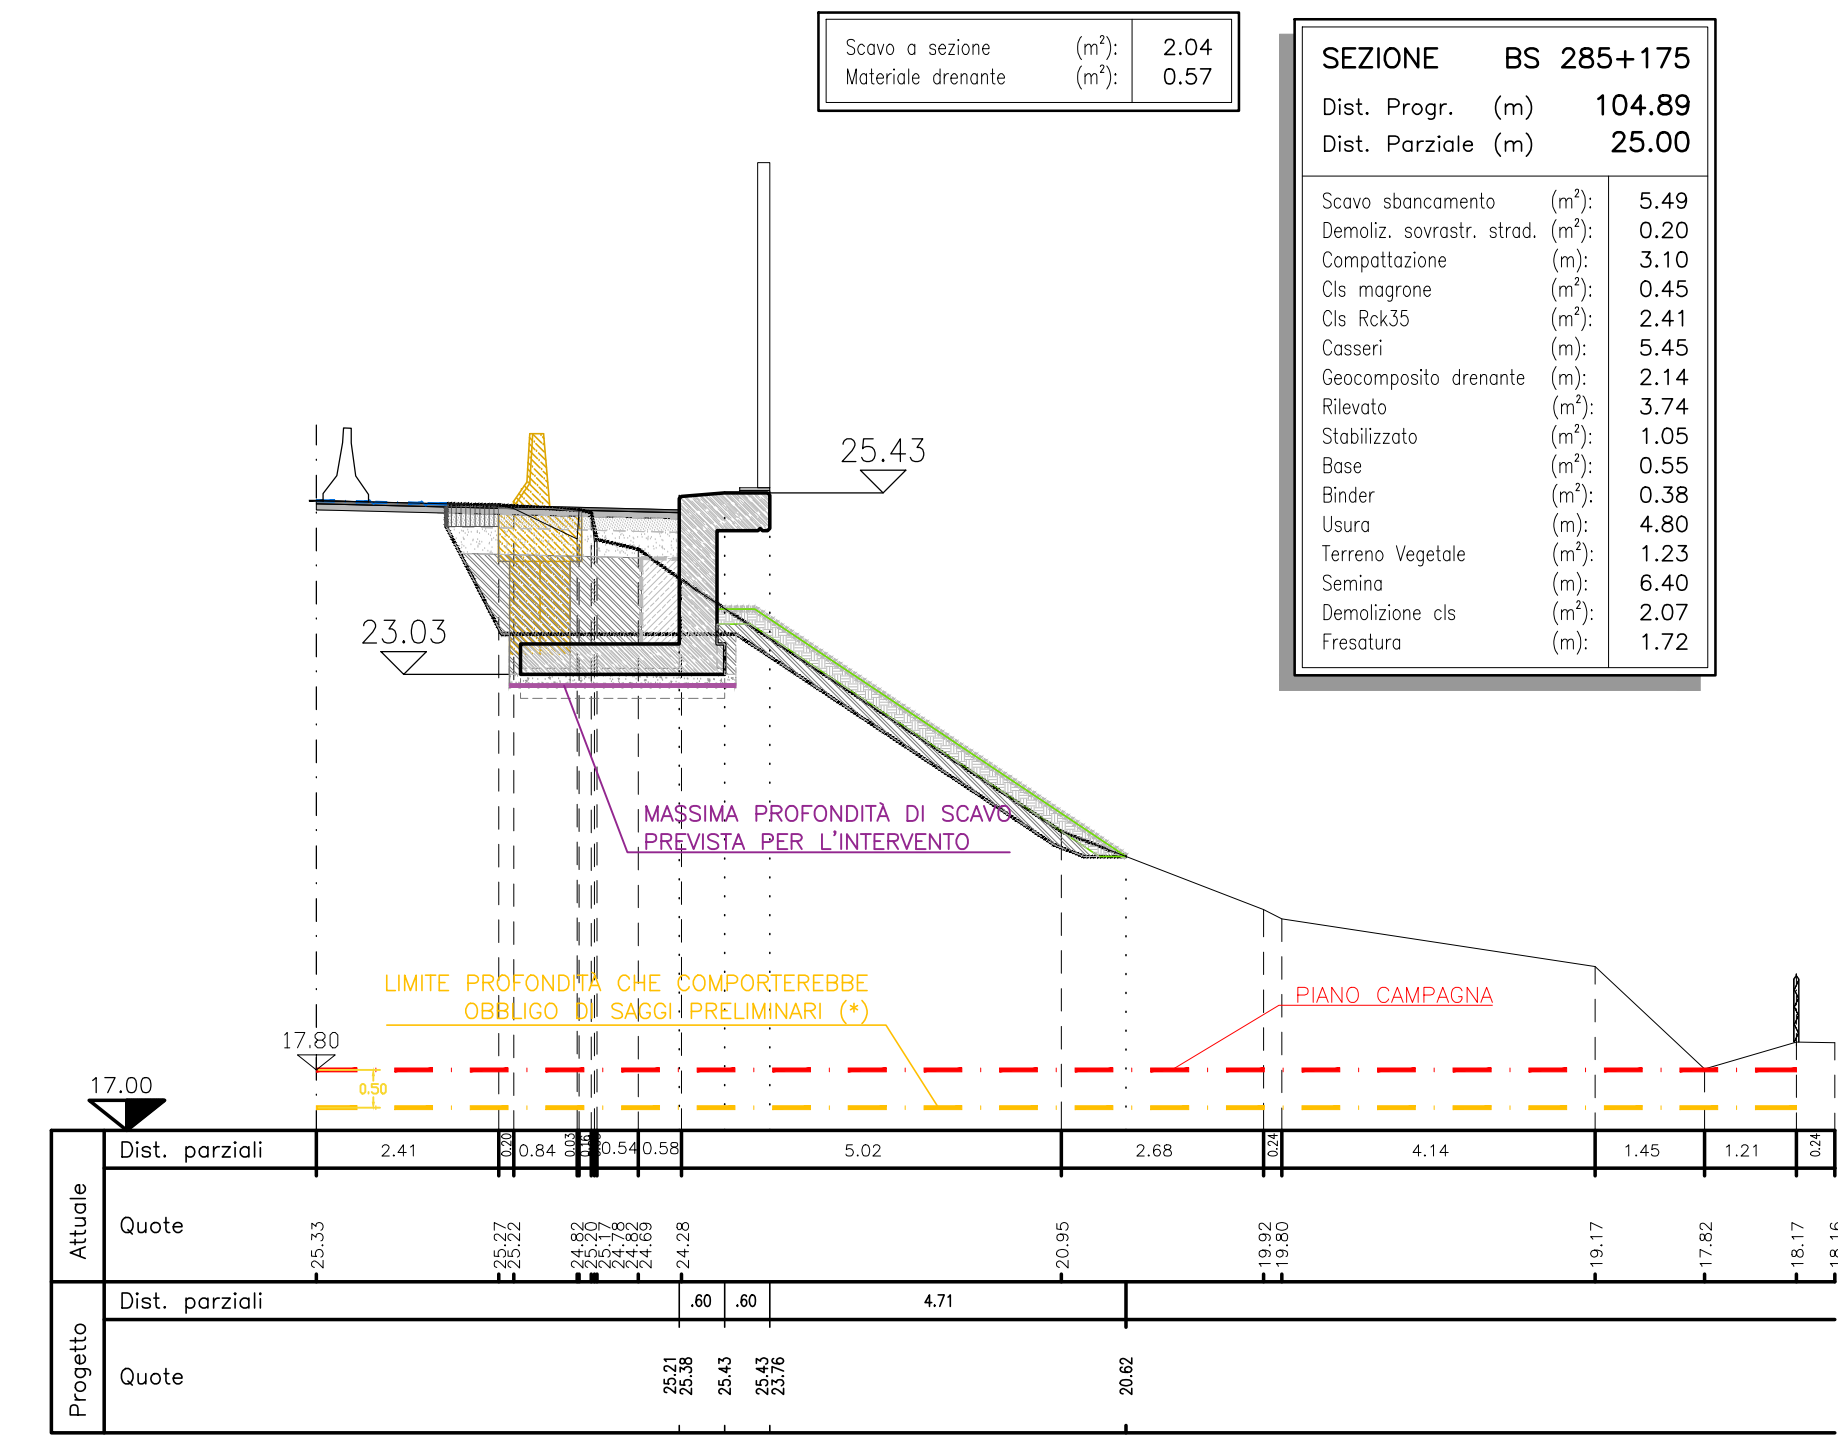 Scavo a sezione (m²): 2.04
Materiale drenante (m²): 0.57
SEZIONE BS 285+175
Dist. Progr. (m) 104.89
Dist. Parziale (m) 25.00
Scavo sbancamento (m²): 5.49
Demoliz. sovrastr. strad. (m²): 0.20
Compattazione (m): 3.10
Cls magrone (m²): 0.45
Cls Rck35 (m²): 2.41
Casseri (m): 5.45
Geocomposito drenante (m): 2.14
Rilevato (m²): 3.74
Stabilizzato (m²): 1.05
Base (m²): 0.55
Binder (m²): 0.38
Usura (m): 4.80
Terreno Vegetale (m²): 1.23
Semina (m): 6.40
Demolizione cls (m²): 2.07
Fresatura (m): 1.72
25.43
23.03
MASSIMA PROFONDITÀ DI SCAVO
PREVISTA PER L'INTERVENTO
LIMITE PROFONDITÀ CHE COMPORTEREBBE
OBBLIGO DI SAGGI PRELIMINARI (*)
PIANO CAMPAGNA
17.80
0.50
17.00
Attuale
Dist. parziali 2.41 0.20 0.84 0.03 0.16 0.54 0.58 5.02 2.68 0.24 4.14 1.45 1.21 0.24
Quote 25.33 25.27 25.22 24.82 25.20 25.17 24.78 24.82 24.69 24.28 20.95 19.92 19.80 19.17 17.82 18.17 18.16
Progetto
Dist. parziali .60 .60 4.71
Quote 25.21 25.38 25.43 25.43 23.76 20.62